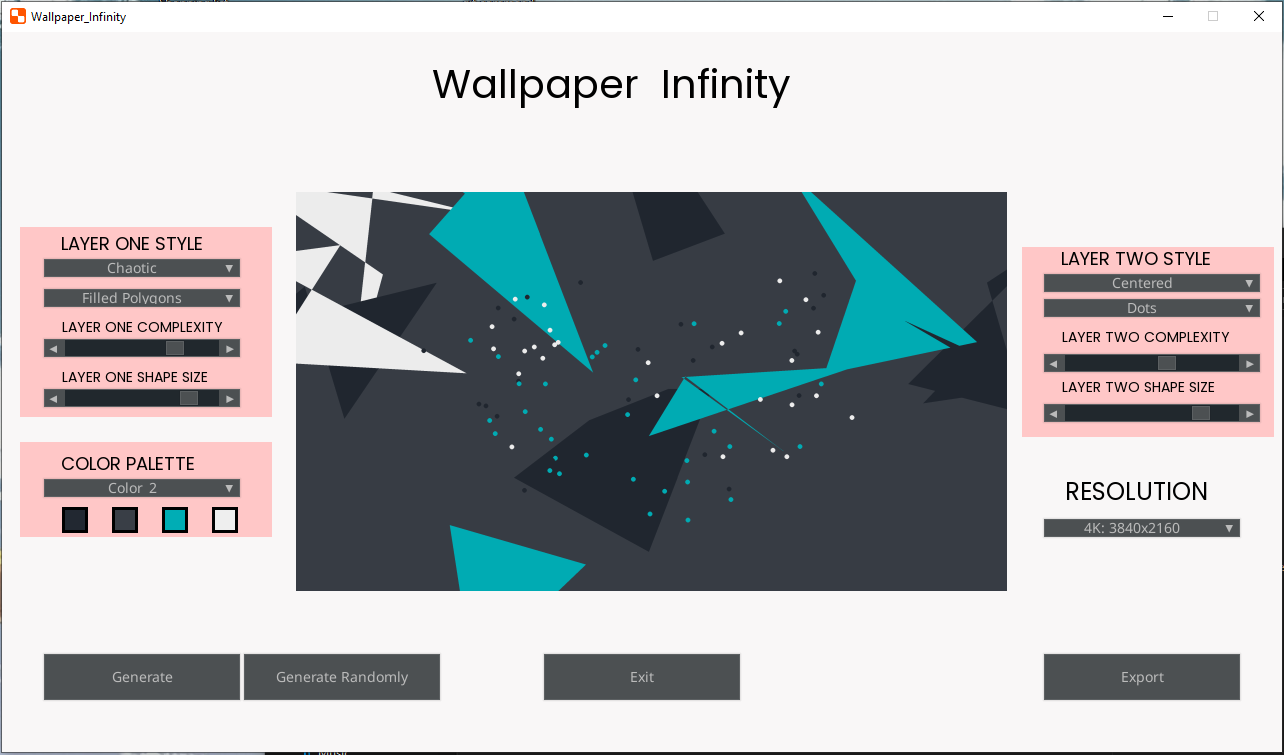 Wallpaper_Infinity
Wallpaper Infinity
LAYER ONE STYLE
Chaotic
Filled Polygons
LAYER ONE COMPLEXITY
LAYER ONE SHAPE SIZE
COLOR PALETTE
Color 2
LAYER TWO STYLE
Centered
Dots
LAYER TWO COMPLEXITY
LAYER TWO SHAPE SIZE
RESOLUTION
4K: 3840x2160
Generate
Generate Randomly
Exit
Export